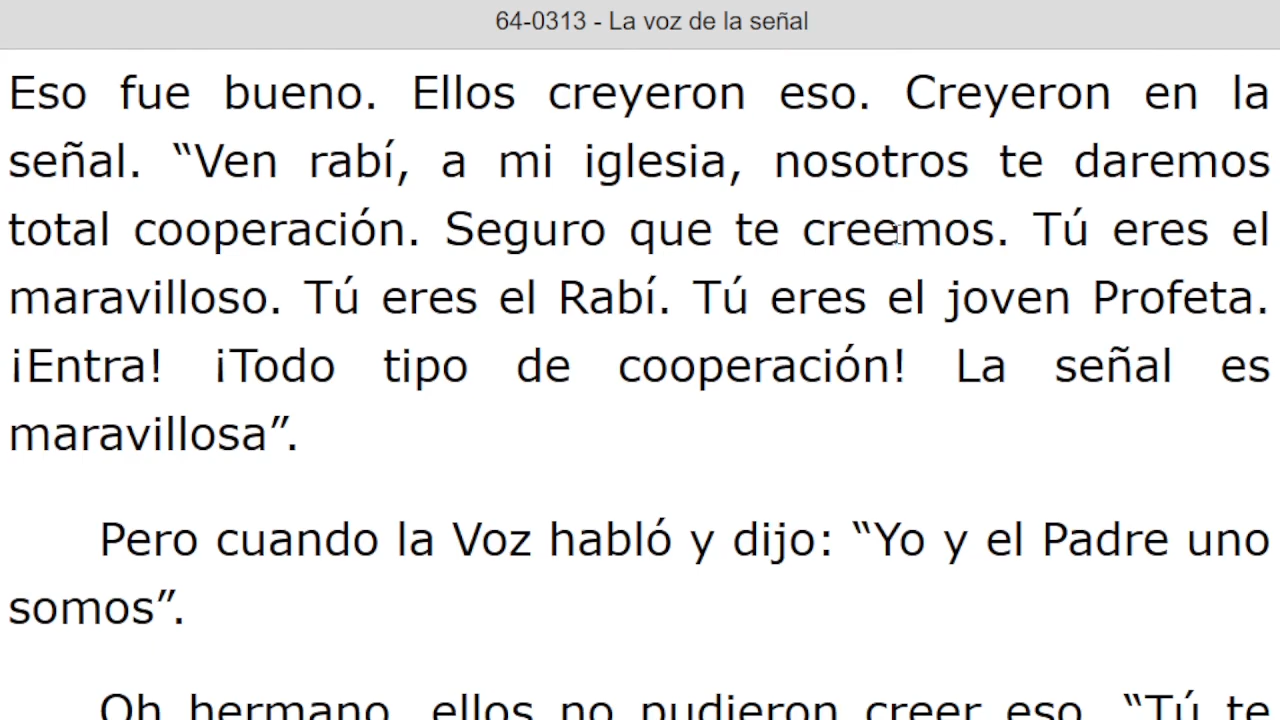 64-0313 - La voz de la señal
Eso fue bueno. Ellos creyeron eso. Creyeron en la
señal. “Ven rabí, a mi iglesia, nosotros te daremos
total cooperación. Seguro que te creemos. Tú eres el
maravilloso. Tú eres el Rabí. Tú eres el joven Profeta.
¡Entra! ¡Todo tipo de cooperación! La señal es
maravillosa”.
Pero cuando la Voz habló y dijo: “Yo y el Padre uno
somos”.
Oh hermano, ellos no pudieron creer eso. “Tú te